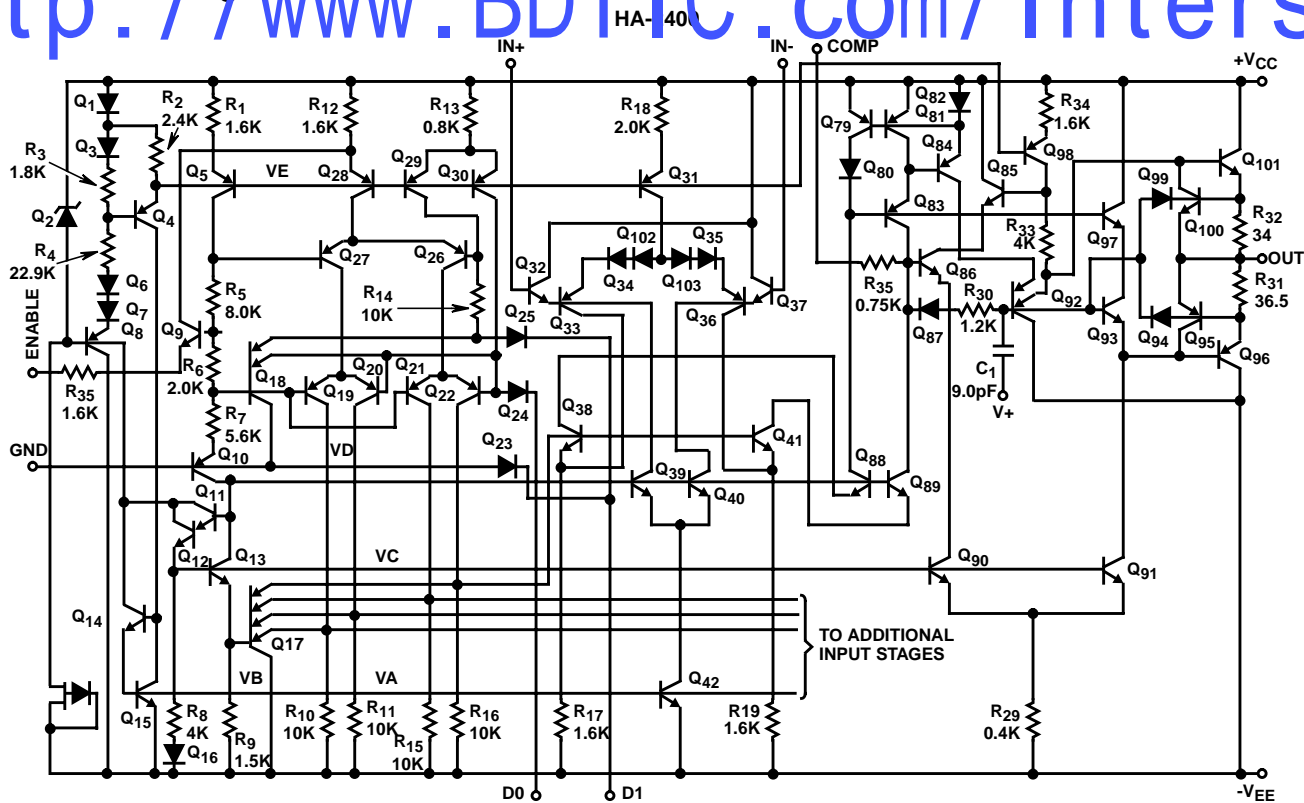 tp://www.BDTIC.com/Inters
HA-2400
IN+
IN-
COMP
+VCC
Q1
R2
2.4K
R1
1.6K
R12
1.6K
R13
0.8K
R18
2.0K
Q82
Q81
R34
1.6K
Q79
Q3
R3
1.8K
VE
Q5
Q28
Q29
Q30
Q31
Q80
Q84
Q85
Q98
Q101
Q2
Q4
Q83
Q99
Q100
R32
34
R4
22.9K
Q27
Q26
Q32
Q102
Q35
R33
4K
Q97
OUT
Q6
Q34
Q103
Q37
R35
0.75K
Q86
R31
36.5
Q7
R5
8.0K
R14
10K
Q33
Q36
R30
1.2K
Q92
ENABLE
Q8
Q9
Q25
Q87
Q93
Q94
Q95
Q96
R35
1.6K
R6
2.0K
Q18
Q19
Q20
Q21
Q22
Q24
C1
9.0pF
V+
R7
5.6K
VD
Q38
Q41
GND
Q10
Q23
Q39
Q40
Q88
Q89
Q11
Q12
Q13
VC
Q90
Q91
Q14
Q17
TO ADDITIONAL
INPUT STAGES
VB
VA
Q42
Q15
R8
4K
R9
1.5K
R10
10K
R11
10K
R15
10K
R16
10K
R17
1.6K
R19
1.6K
R29
0.4K
Q16
D0
D1
-VEE